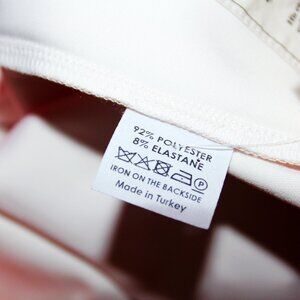 92% POLYESTER
8% ELASTANE
P
IRON ON THE BACKSIDE
Made in Turkey